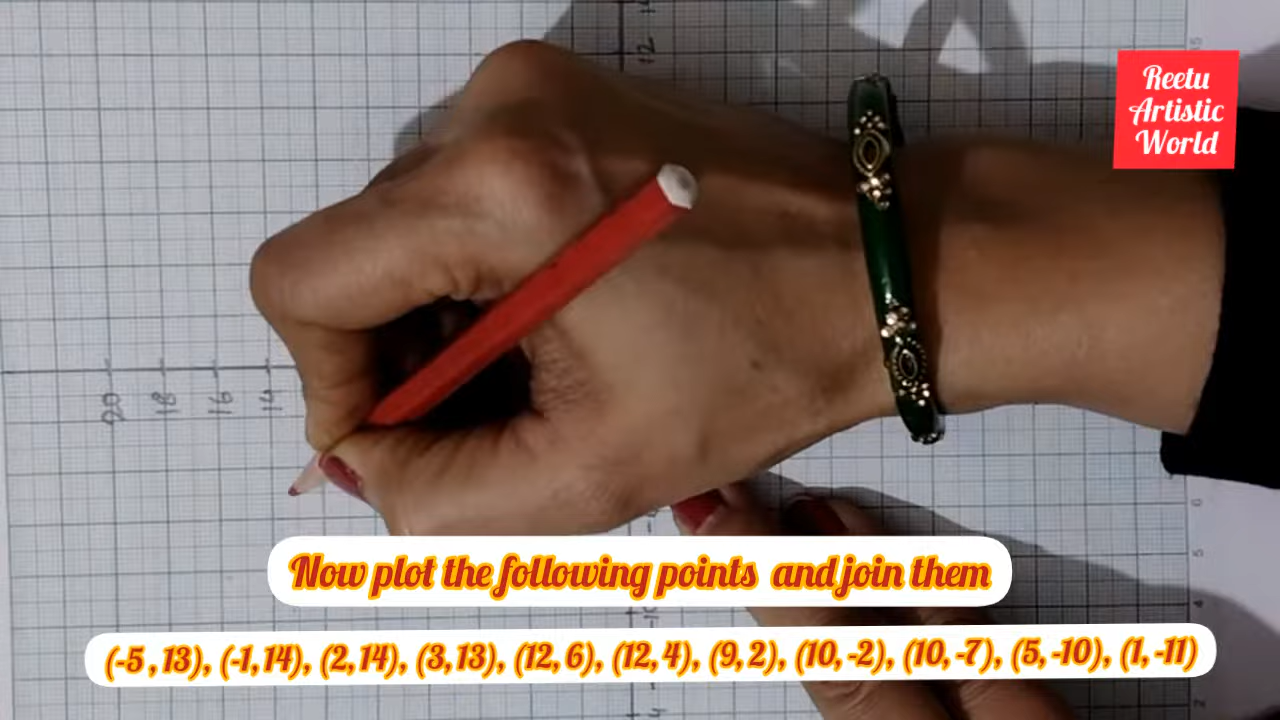 12
Reetu
Artistic
World
20
18
16
14
Now plot the following points and join them
(-5, 13), (-1, 14), (2, 14), (3, 13), (12, 6), (12, 4), (9, 2), (10, -2), (10, -7), (5, -10), (1, -11)